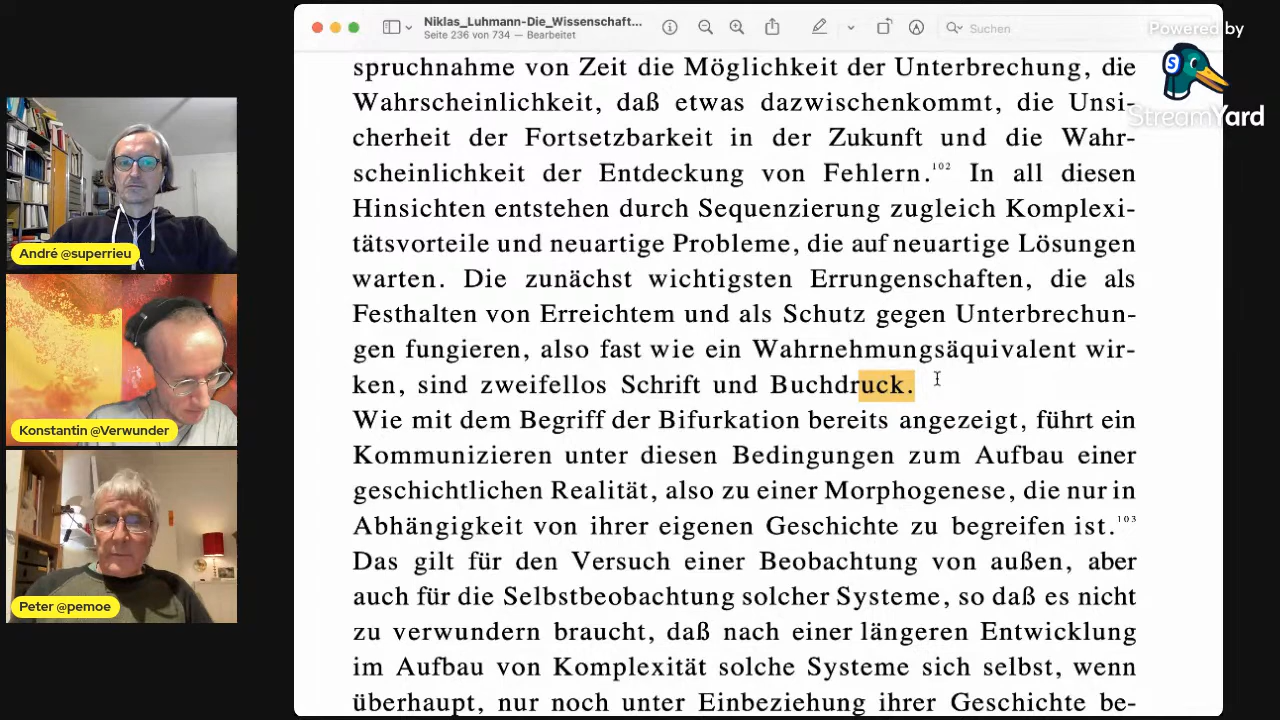 Niklas_Luhmann-Die_Wissenschaft...
Seite 236 von 734 — Bearbeitet
Suchen
Powered by
StreamYard
spruchnahme von Zeit die Möglichkeit der Unterbrechung, die
Wahrscheinlichkeit, daß etwas dazwischenkommt, die Unsi-
cherheit der Fortsetzbarkeit in der Zukunft und die Wahr-
scheinlichkeit der Entdeckung von Fehlern.¹⁰² In all diesen
Hinsichten entstehen durch Sequenzierung zugleich Komplexi-
tätsvorteile und neuartige Probleme, die auf neuartige Lösungen
warten. Die zunächst wichtigsten Errungenschaften, die als
Festhalten von Erreichtem und als Schutz gegen Unterbrechun-
gen fungieren, also fast wie ein Wahrnehmungsäquivalent wir-
ken, sind zweifellos Schrift und Buchdruck.
Wie mit dem Begriff der Bifurkation bereits angezeigt, führt ein
Kommunizieren unter diesen Bedingungen zum Aufbau einer
geschichtlichen Realität, also zu einer Morphogenese, die nur in
Abhängigkeit von ihrer eigenen Geschichte zu begreifen ist.¹⁰³
Das gilt für den Versuch einer Beobachtung von außen, aber
auch für die Selbstbeobachtung solcher Systeme, so daß es nicht
zu verwundern braucht, daß nach einer längeren Entwicklung
im Aufbau von Komplexität solche Systeme sich selbst, wenn
überhaupt, nur noch unter Einbeziehung ihrer Geschichte be-
André @superrieu
Konstantin @Verwunder
Peter @pemoe